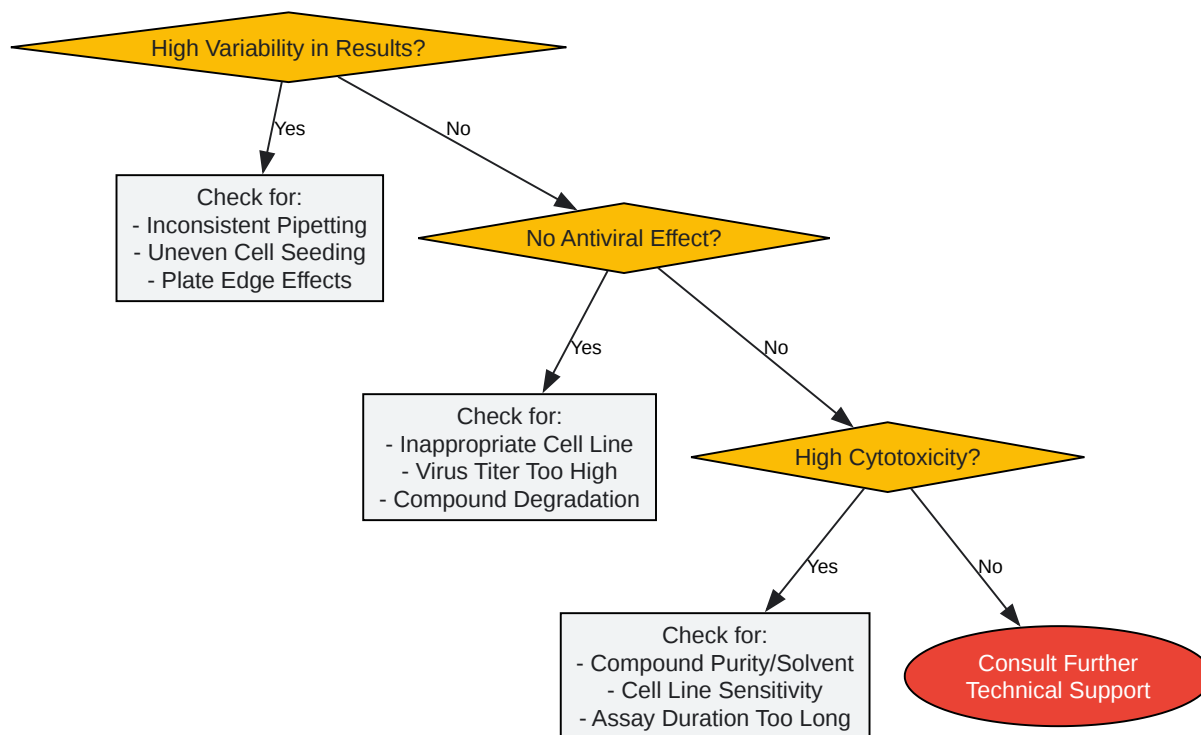 High Variability in Results?
Yes
No
Check for:
- Inconsistent Pipetting
- Uneven Cell Seeding
- Plate Edge Effects
No Antiviral Effect?
Yes
No
Check for:
- Inappropriate Cell Line
- Virus Titer Too High
- Compound Degradation
High Cytotoxicity?
Yes
No
Check for:
- Compound Purity/Solvent
- Cell Line Sensitivity
- Assay Duration Too Long
Consult Further
Technical Support